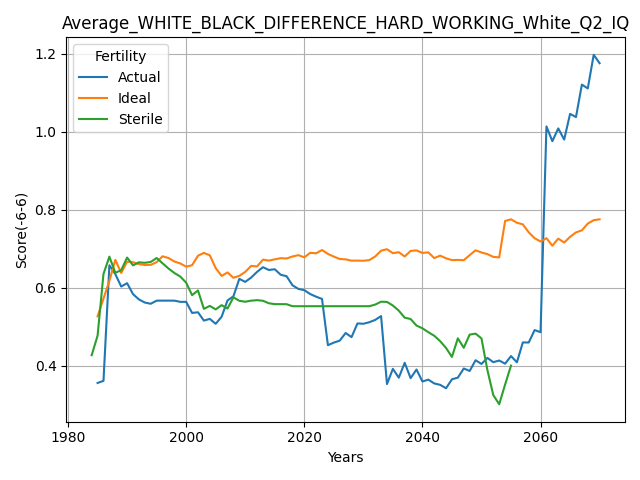 Average_WHITE_BLACK_DIFFERENCE_HARD_WORKING_White_Q2_IQ
Fertility
Actual
Ideal
Sterile
Score(-6-6)
1.2
1.0
0.8
0.6
0.4
1980
2000
2020
2040
2060
Years